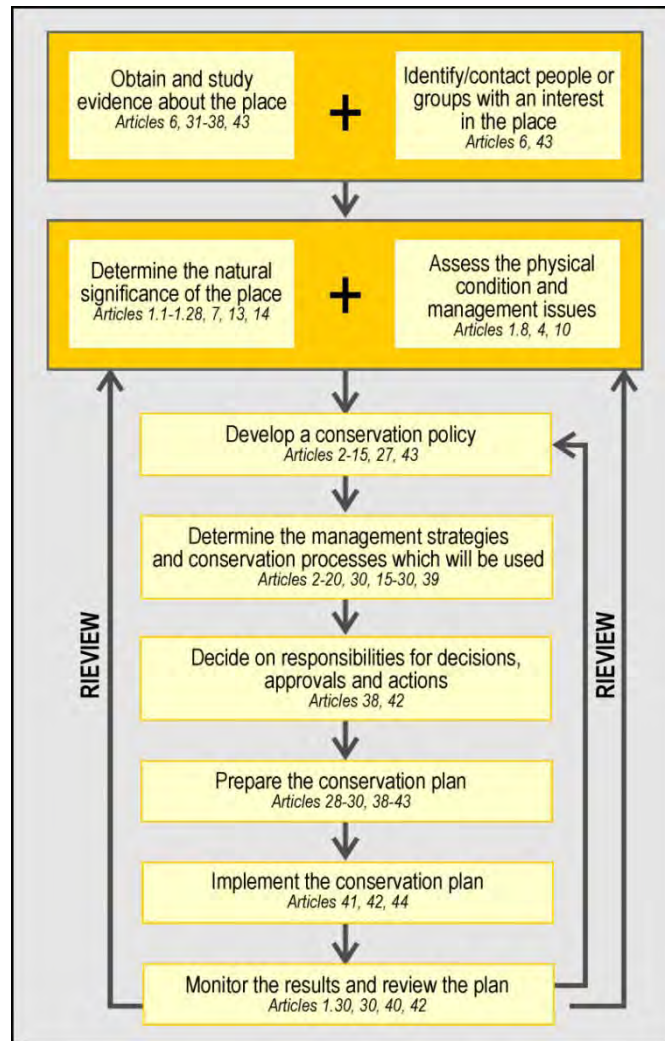 Obtain and study
evidence about the place
Articles 6, 31-38, 43
+
Identify/contact people or
groups with an interest
in the place
Articles 6, 43
Determine the natural
significance of the place
Articles 1.1-1.28, 7, 13, 14
+
Assess the physical
condition and
management issues
Articles 1.8, 4, 10
Develop a conservation policy
Articles 2-15, 27, 43
Determine the management strategies
and conservation processes which will be used
Articles 2-20, 30, 15-30, 39
Decide on responsibilities for decisions,
approvals and actions
Articles 38, 42
Prepare the conservation plan
Articles 28-30, 38-43
Implement the conservation plan
Articles 41, 42, 44
Monitor the results and review the plan
Articles 1.30, 30, 40, 42
RIEVIEW
RIEVIEW